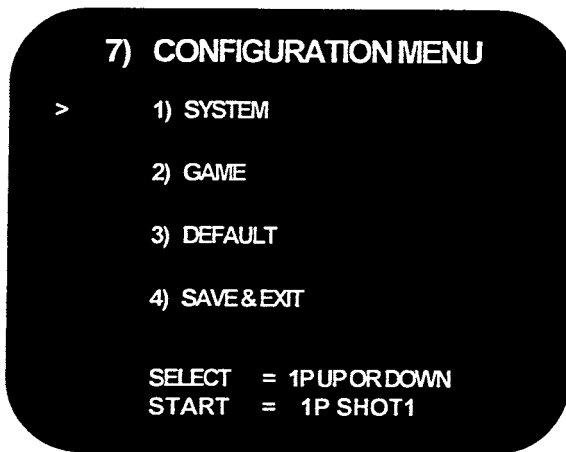 7) CONFIGURATION MENU
> 1) SYSTEM
2) GAME
3) DEFAULT
4) SAVE & EXIT
SELECT = 1P UP OR DOWN
START = 1P SHOT1